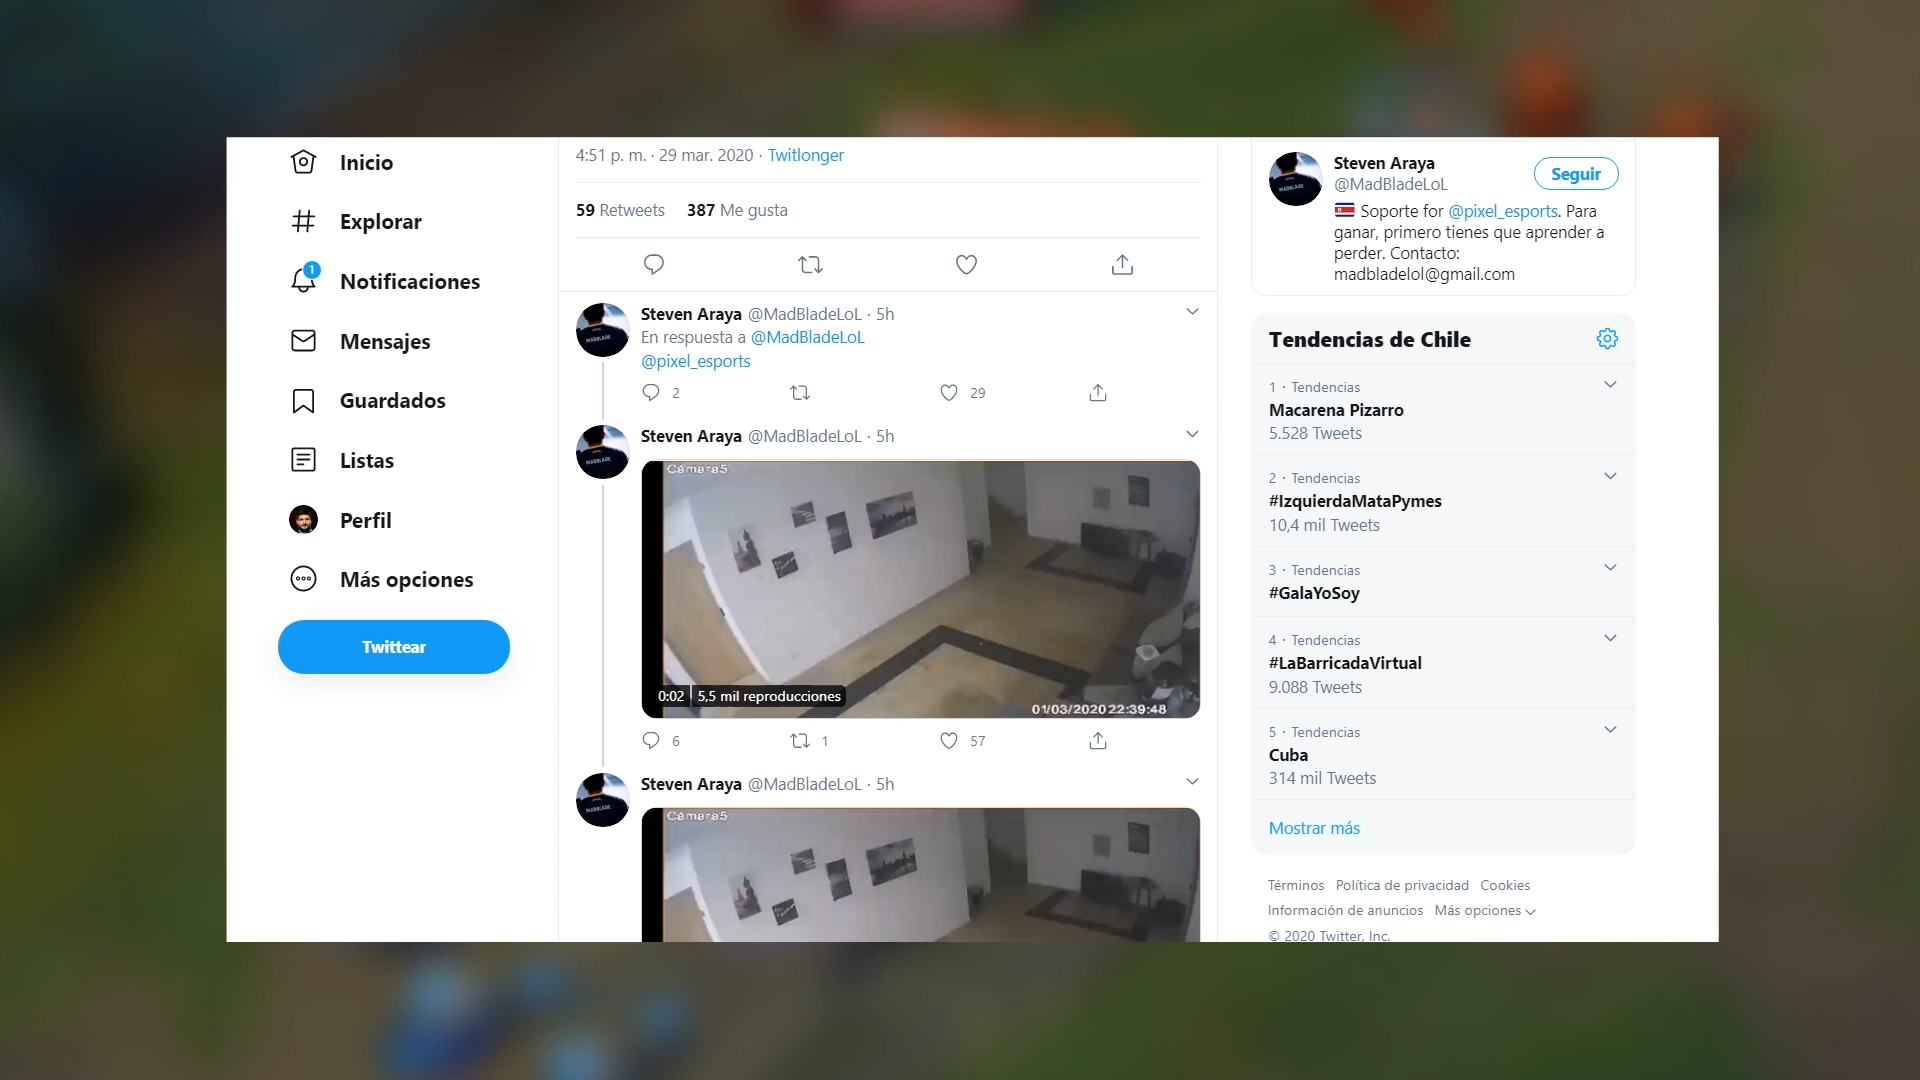 Inicio
Explorar
1
Notificaciones
Mensajes
Guardados
Listas
Perfil
Más opciones
Twittear
4:51 p. m. · 29 mar. 2020 · Twitlonger
59 Retweets 387 Me gusta
Steven Araya @MadBladeLoL · 5h
En respuesta a @MadBladeLoL
@pixel_esports
2 29
Steven Araya @MadBladeLoL · 5h
Cámara5
0:02 5,5 mil reproducciones
01/03/2020 22:39:48
6 1 57
Steven Araya @MadBladeLoL · 5h
Cámara5
Steven Araya
@MadBladeLoL
Seguir
Soporte for @pixel_esports. Para
ganar, primero tienes que aprender a
perder. Contacto:
madbladelol@gmail.com
Tendencias de Chile
1 · Tendencias
Macarena Pizarro
5.528 Tweets
2 · Tendencias
#IzquierdaMataPymes
10,4 mil Tweets
3 · Tendencias
#GalaYoSoy
4 · Tendencias
#LaBarricadaVirtual
9.088 Tweets
5 · Tendencias
Cuba
314 mil Tweets
Mostrar más
Términos Política de privacidad Cookies
Información de anuncios Más opciones
© 2020 Twitter, Inc.